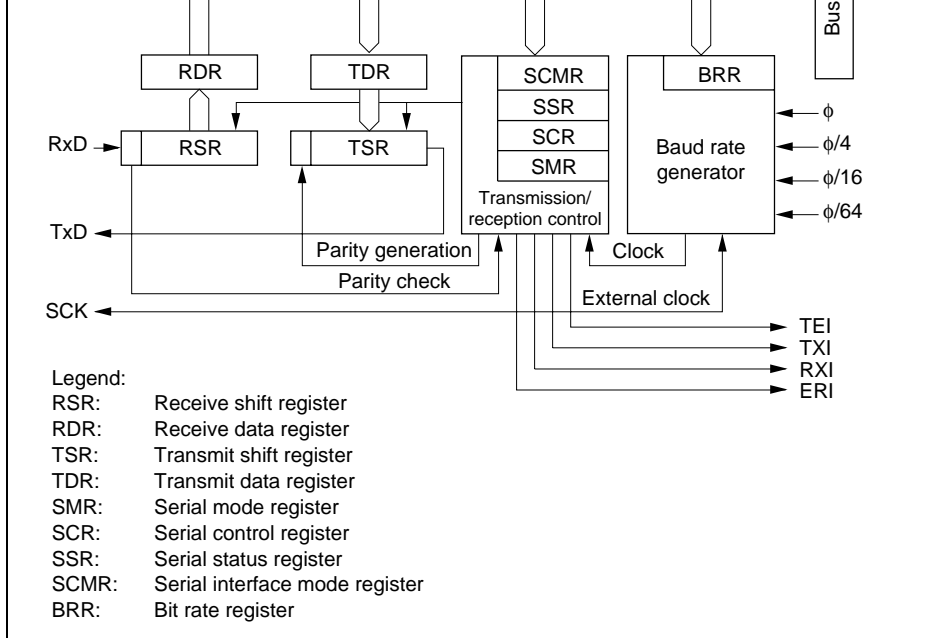 Bus
RDR
TDR
SCMR
BRR
SSR
SCR
SMR
φ
RxD
RSR
TSR
Baud rate
generator
φ/4
φ/16
Transmission/
reception control
φ/64
TxD
Parity generation
Clock
Parity check
External clock
SCK
TEI
TXI
RXI
ERI
Legend:
RSR: Receive shift register
RDR: Receive data register
TSR: Transmit shift register
TDR: Transmit data register
SMR: Serial mode register
SCR: Serial control register
SSR: Serial status register
SCMR: Serial interface mode register
BRR: Bit rate register